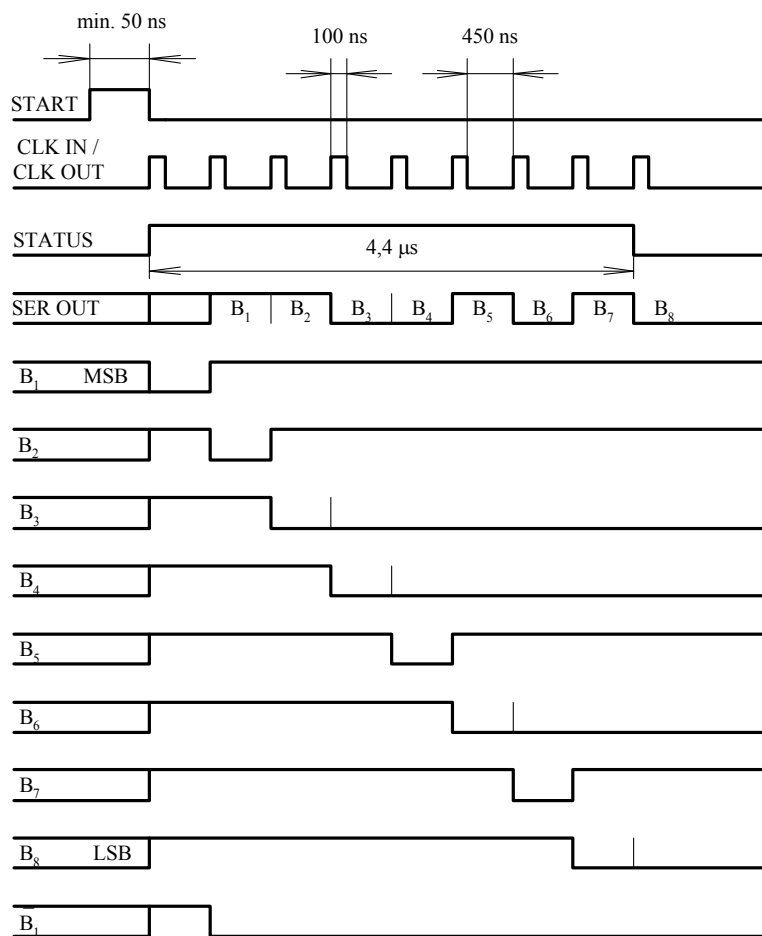 min. 50 ns
100 ns
450 ns
START
CLK IN /
CLK OUT
STATUS
4,4 μs
SER OUT B₁ B₂ B₃ B₄ B₅ B₆ B₇ B₈
B₁ MSB
B₂
B₃
B₄
B₅
B₆
B₇
B₈ LSB
B̅₁